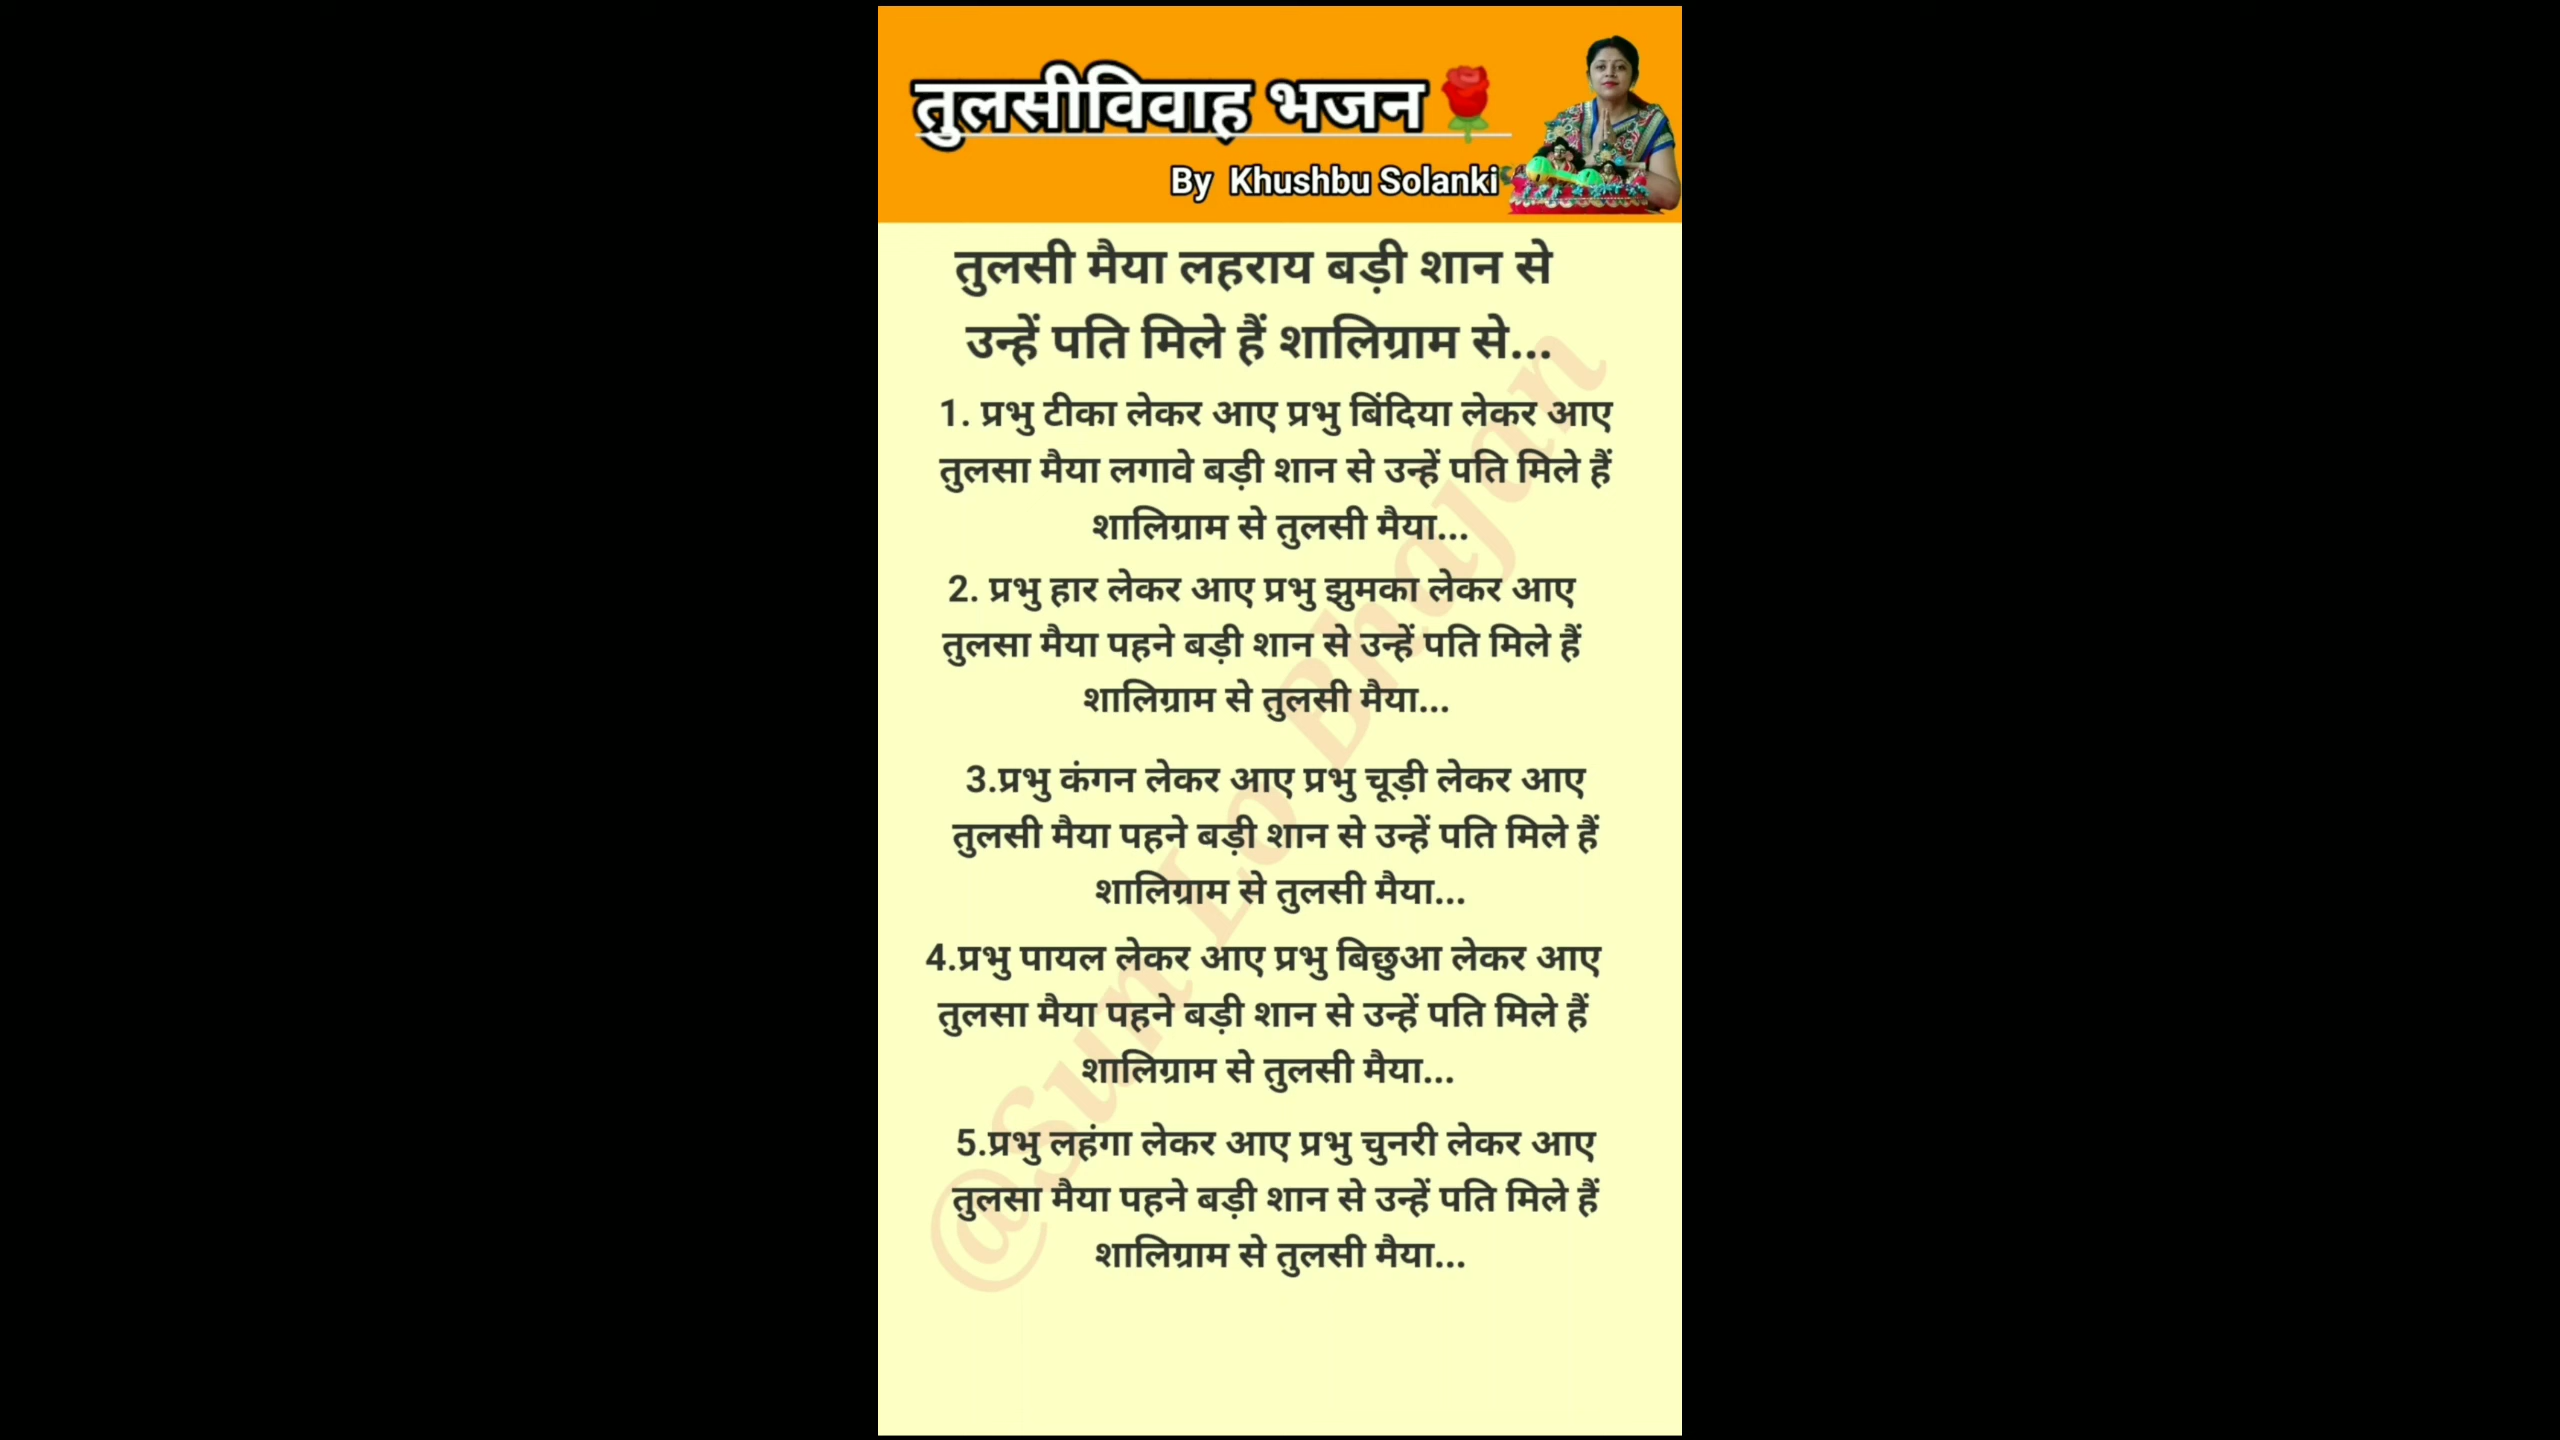 तुलसीविवाह भजन🌹
By Khushbu Solanki
तुलसी मैया लहराय बड़ी शान से
उन्हें पति मिले हैं शालिग्राम से...
1. प्रभु टीका लेकर आए प्रभु बिंदिया लेकर आए
तुलसा मैया लगावे बड़ी शान से उन्हें पति मिले हैं
शालिग्राम से तुलसी मैया...
2. प्रभु हार लेकर आए प्रभु झुमका लेकर आए
तुलसा मैया पहने बड़ी शान से उन्हें पति मिले हैं
शालिग्राम से तुलसी मैया...
3.प्रभु कंगन लेकर आए प्रभु चूड़ी लेकर आए
तुलसी मैया पहने बड़ी शान से उन्हें पति मिले हैं
शालिग्राम से तुलसी मैया...
4.प्रभु पायल लेकर आए प्रभु बिछुआ लेकर आए
तुलसा मैया पहने बड़ी शान से उन्हें पति मिले हैं
शालिग्राम से तुलसी मैया...
5.प्रभु लहंगा लेकर आए प्रभु चुनरी लेकर आए
तुलसा मैया पहने बड़ी शान से उन्हें पति मिले हैं
शालिग्राम से तुलसी मैया...
@Sun Lo Bhajan